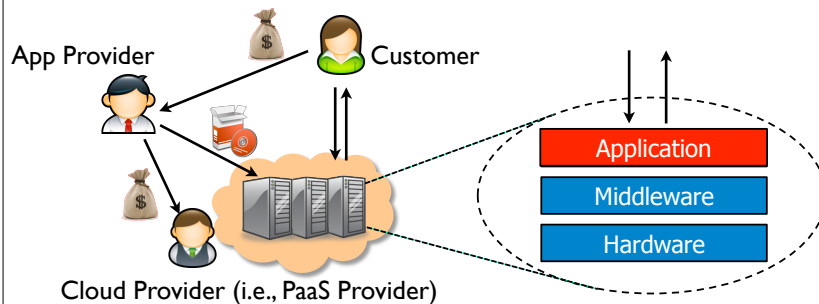 $
App Provider
Customer
Application
$
Middleware
Hardware
Cloud Provider (i.e., PaaS Provider)